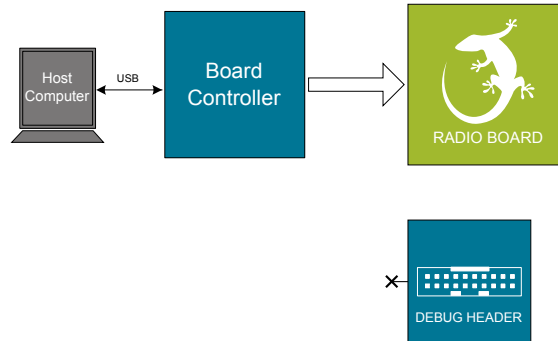 Host
Computer
USB
Board
Controller
RADIO BOARD
DEBUG HEADER